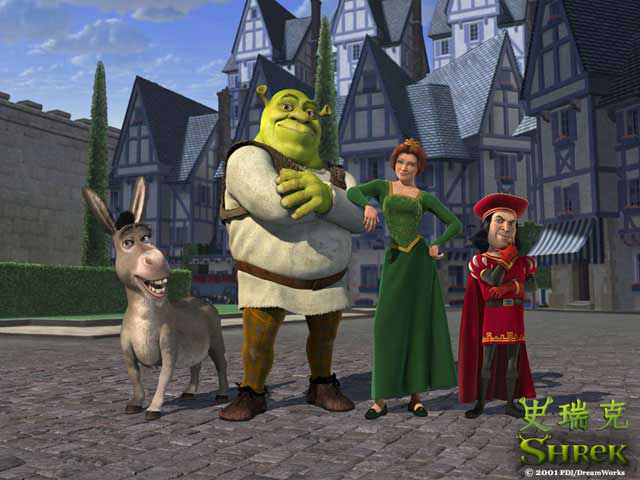 史瑞克
SHREK
© 2001 PDI/DreamWorks